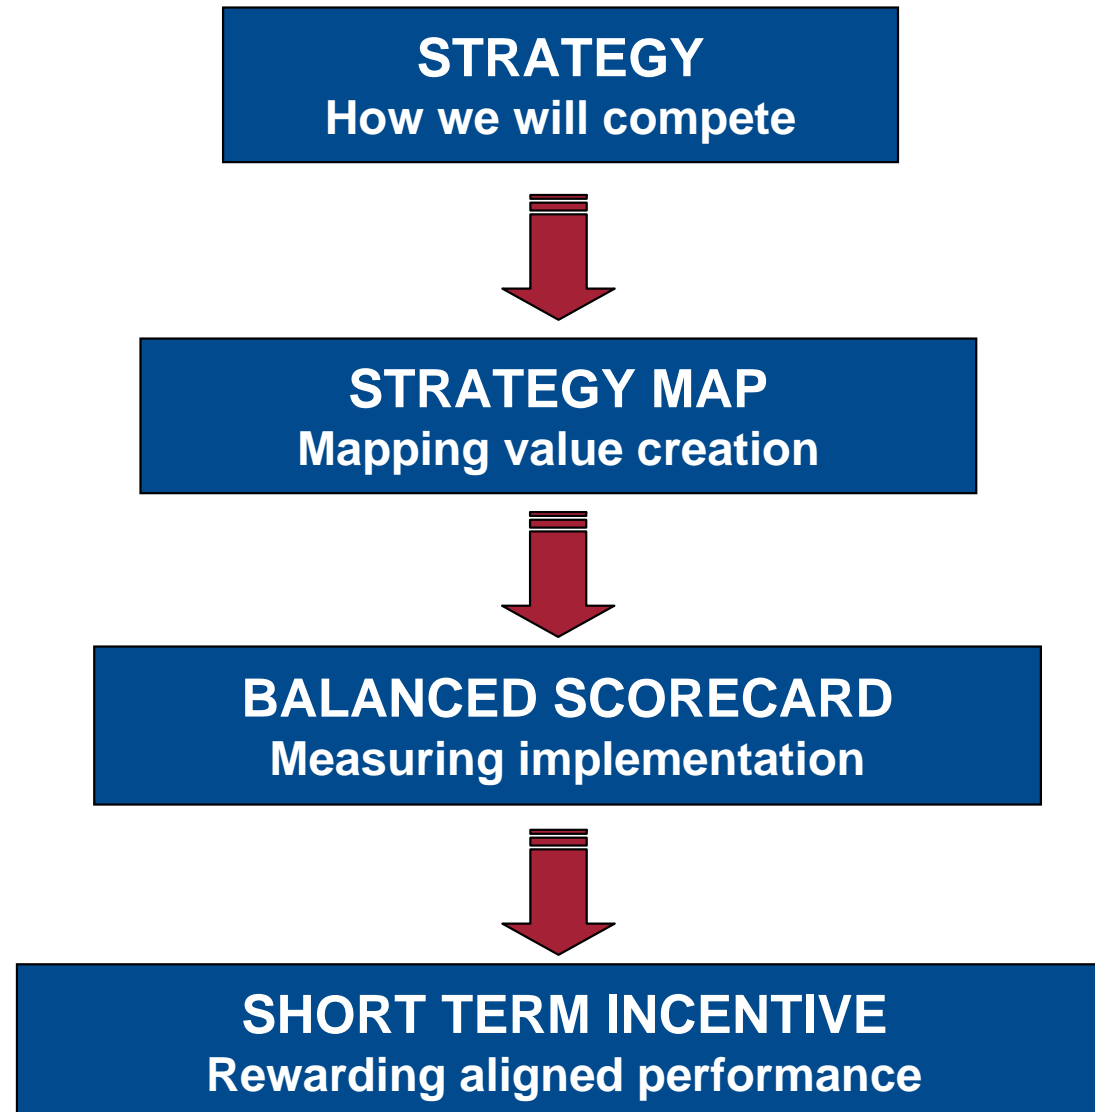 STRATEGY
How we will compete
STRATEGY MAP
Mapping value creation
BALANCED SCORECARD
Measuring implementation
SHORT TERM INCENTIVE
Rewarding aligned performance